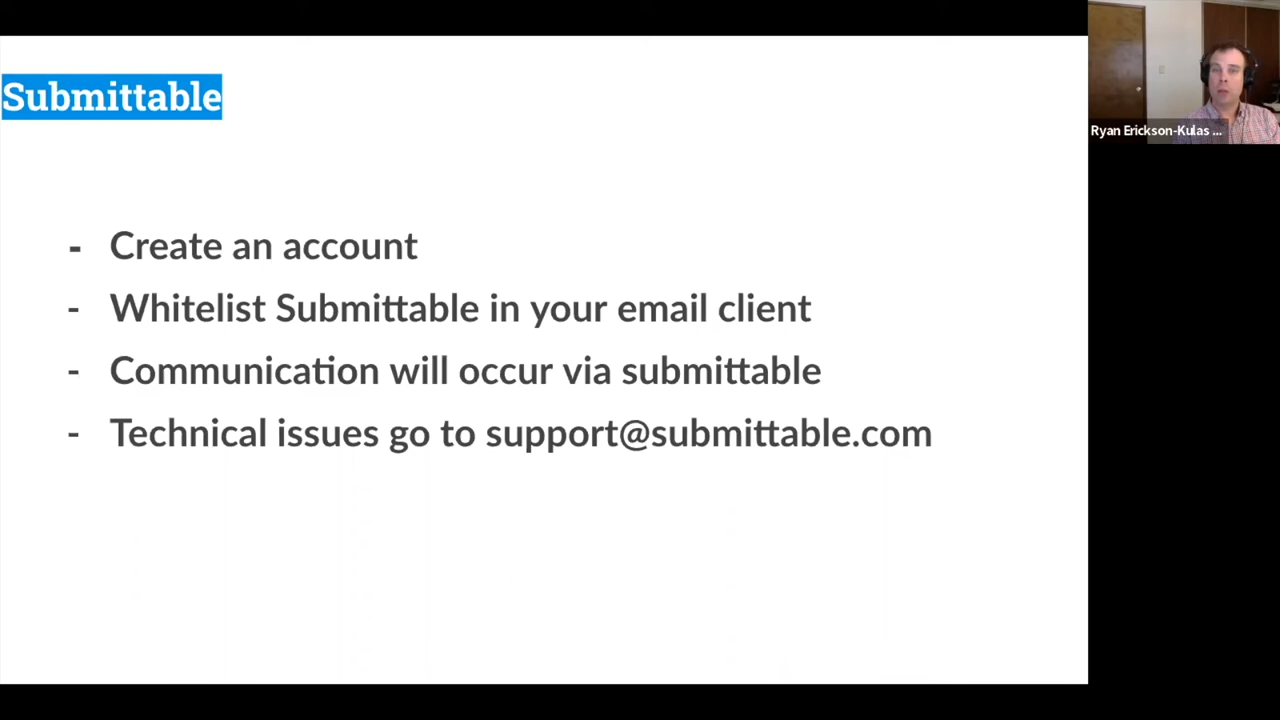 Submittable
- Create an account
- Whitelist Submittable in your email client
- Communication will occur via submittable
- Technical issues go to support@submittable.com
Ryan Erickson-Kulas ...